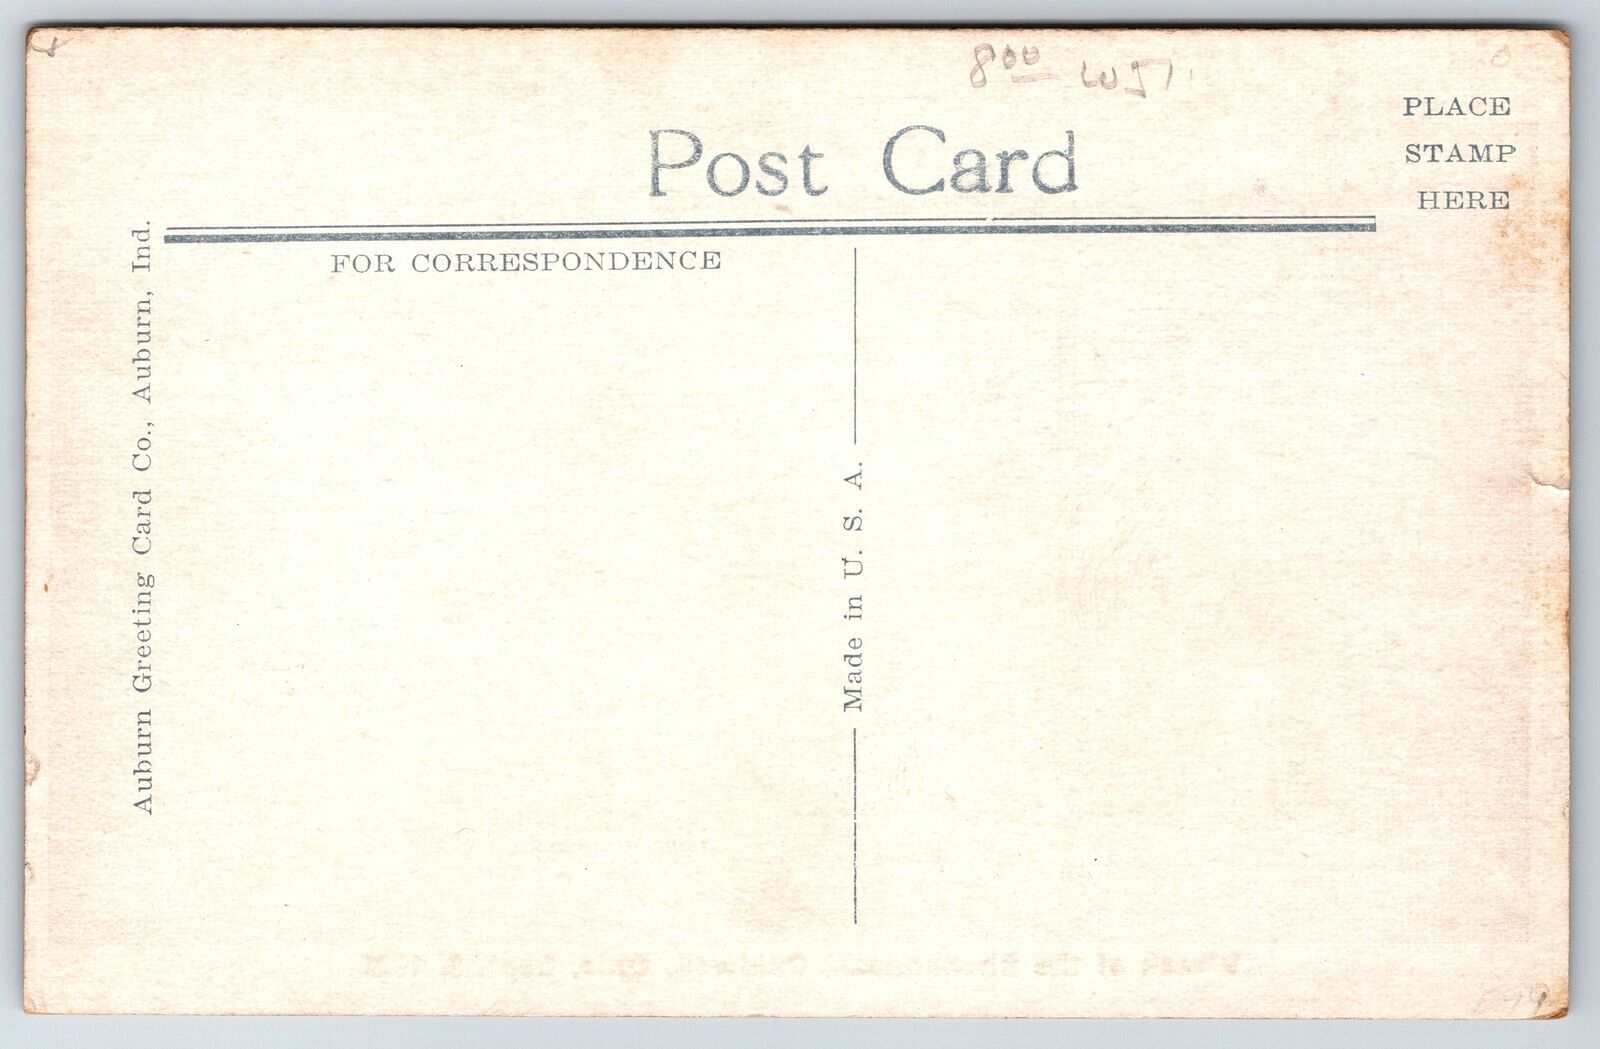 8⁰⁰
Post Card
PLACE
STAMP
HERE
FOR CORRESPONDENCE
Auburn Greeting Card Co., Auburn, Ind.
Made in U. S. A.